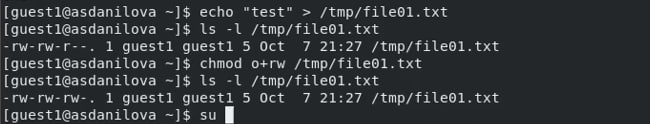 [guest1@asdanilova ~]$ echo "test" > /tmp/file01.txt
[guest1@asdanilova ~]$ ls -l /tmp/file01.txt
-rw-rw-r--. 1 guest1 guest1 5 Oct  7 21:27 /tmp/file01.txt
[guest1@asdanilova ~]$ chmod o+rw /tmp/file01.txt
[guest1@asdanilova ~]$ ls -l /tmp/file01.txt
-rw-rw-rw-. 1 guest1 guest1 5 Oct  7 21:27 /tmp/file01.txt
[guest1@asdanilova ~]$ su